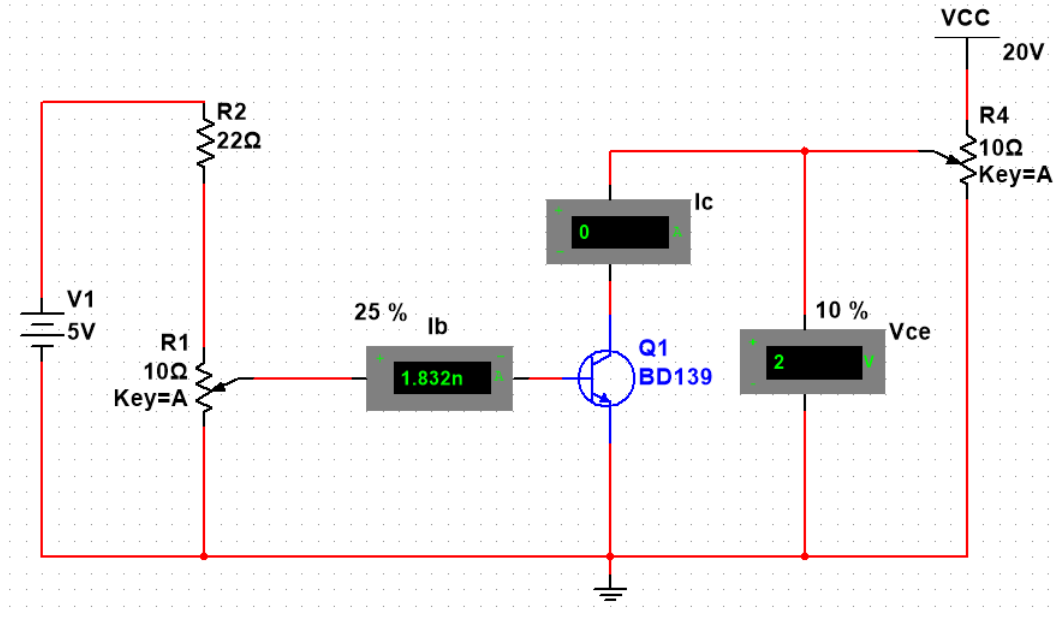 VCC
20V
R2
22Ω
R4
10Ω
Key=A
Ic
+
0
A
−
V1
5V
25 %
Ib
10 %
Vce
R1
10Ω
Key=A
+
−
1.832n
A
Q1
BD139
+
2
V
-